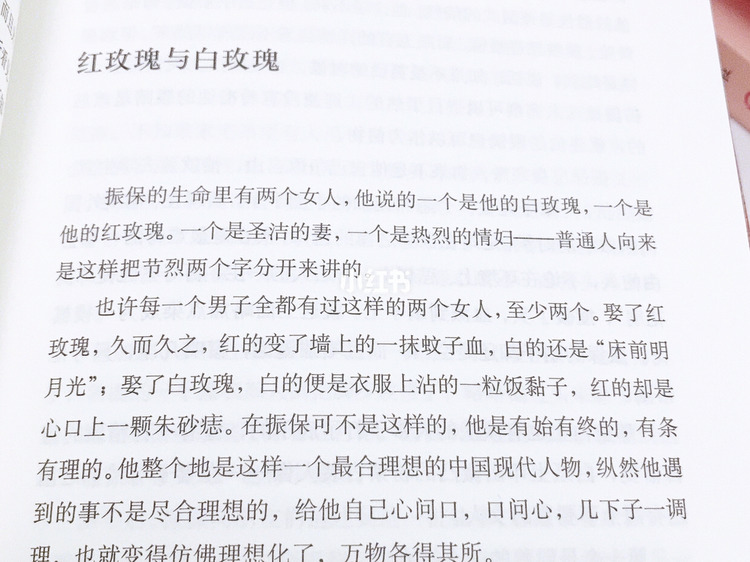 红玫瑰与白玫瑰
振保的生命里有两个女人，他说的一个是他的白玫瑰，一个是
他的红玫瑰。一个是圣洁的妻，一个是热烈的情妇——普通人向来
是这样把节烈两个字分开来讲的。
小红书
也许每一个男子全都有过这样的两个女人，至少两个。娶了红
玫瑰，久而久之，红的变了墙上的一抹蚊子血，白的还是“床前明
月光”；娶了白玫瑰，白的便是衣服上沾的一粒饭黏子，红的却是
心口上一颗朱砂痣。在振保可不是这样的，他是有始有终的，有条
有理的。他整个地是这样一个最合理想的中国现代人物，纵然他遇
到的事不是尽合理想的，给他自己心问口，口问心，几下子一调
理，也就变得仿佛理想化了，万物各得其所。